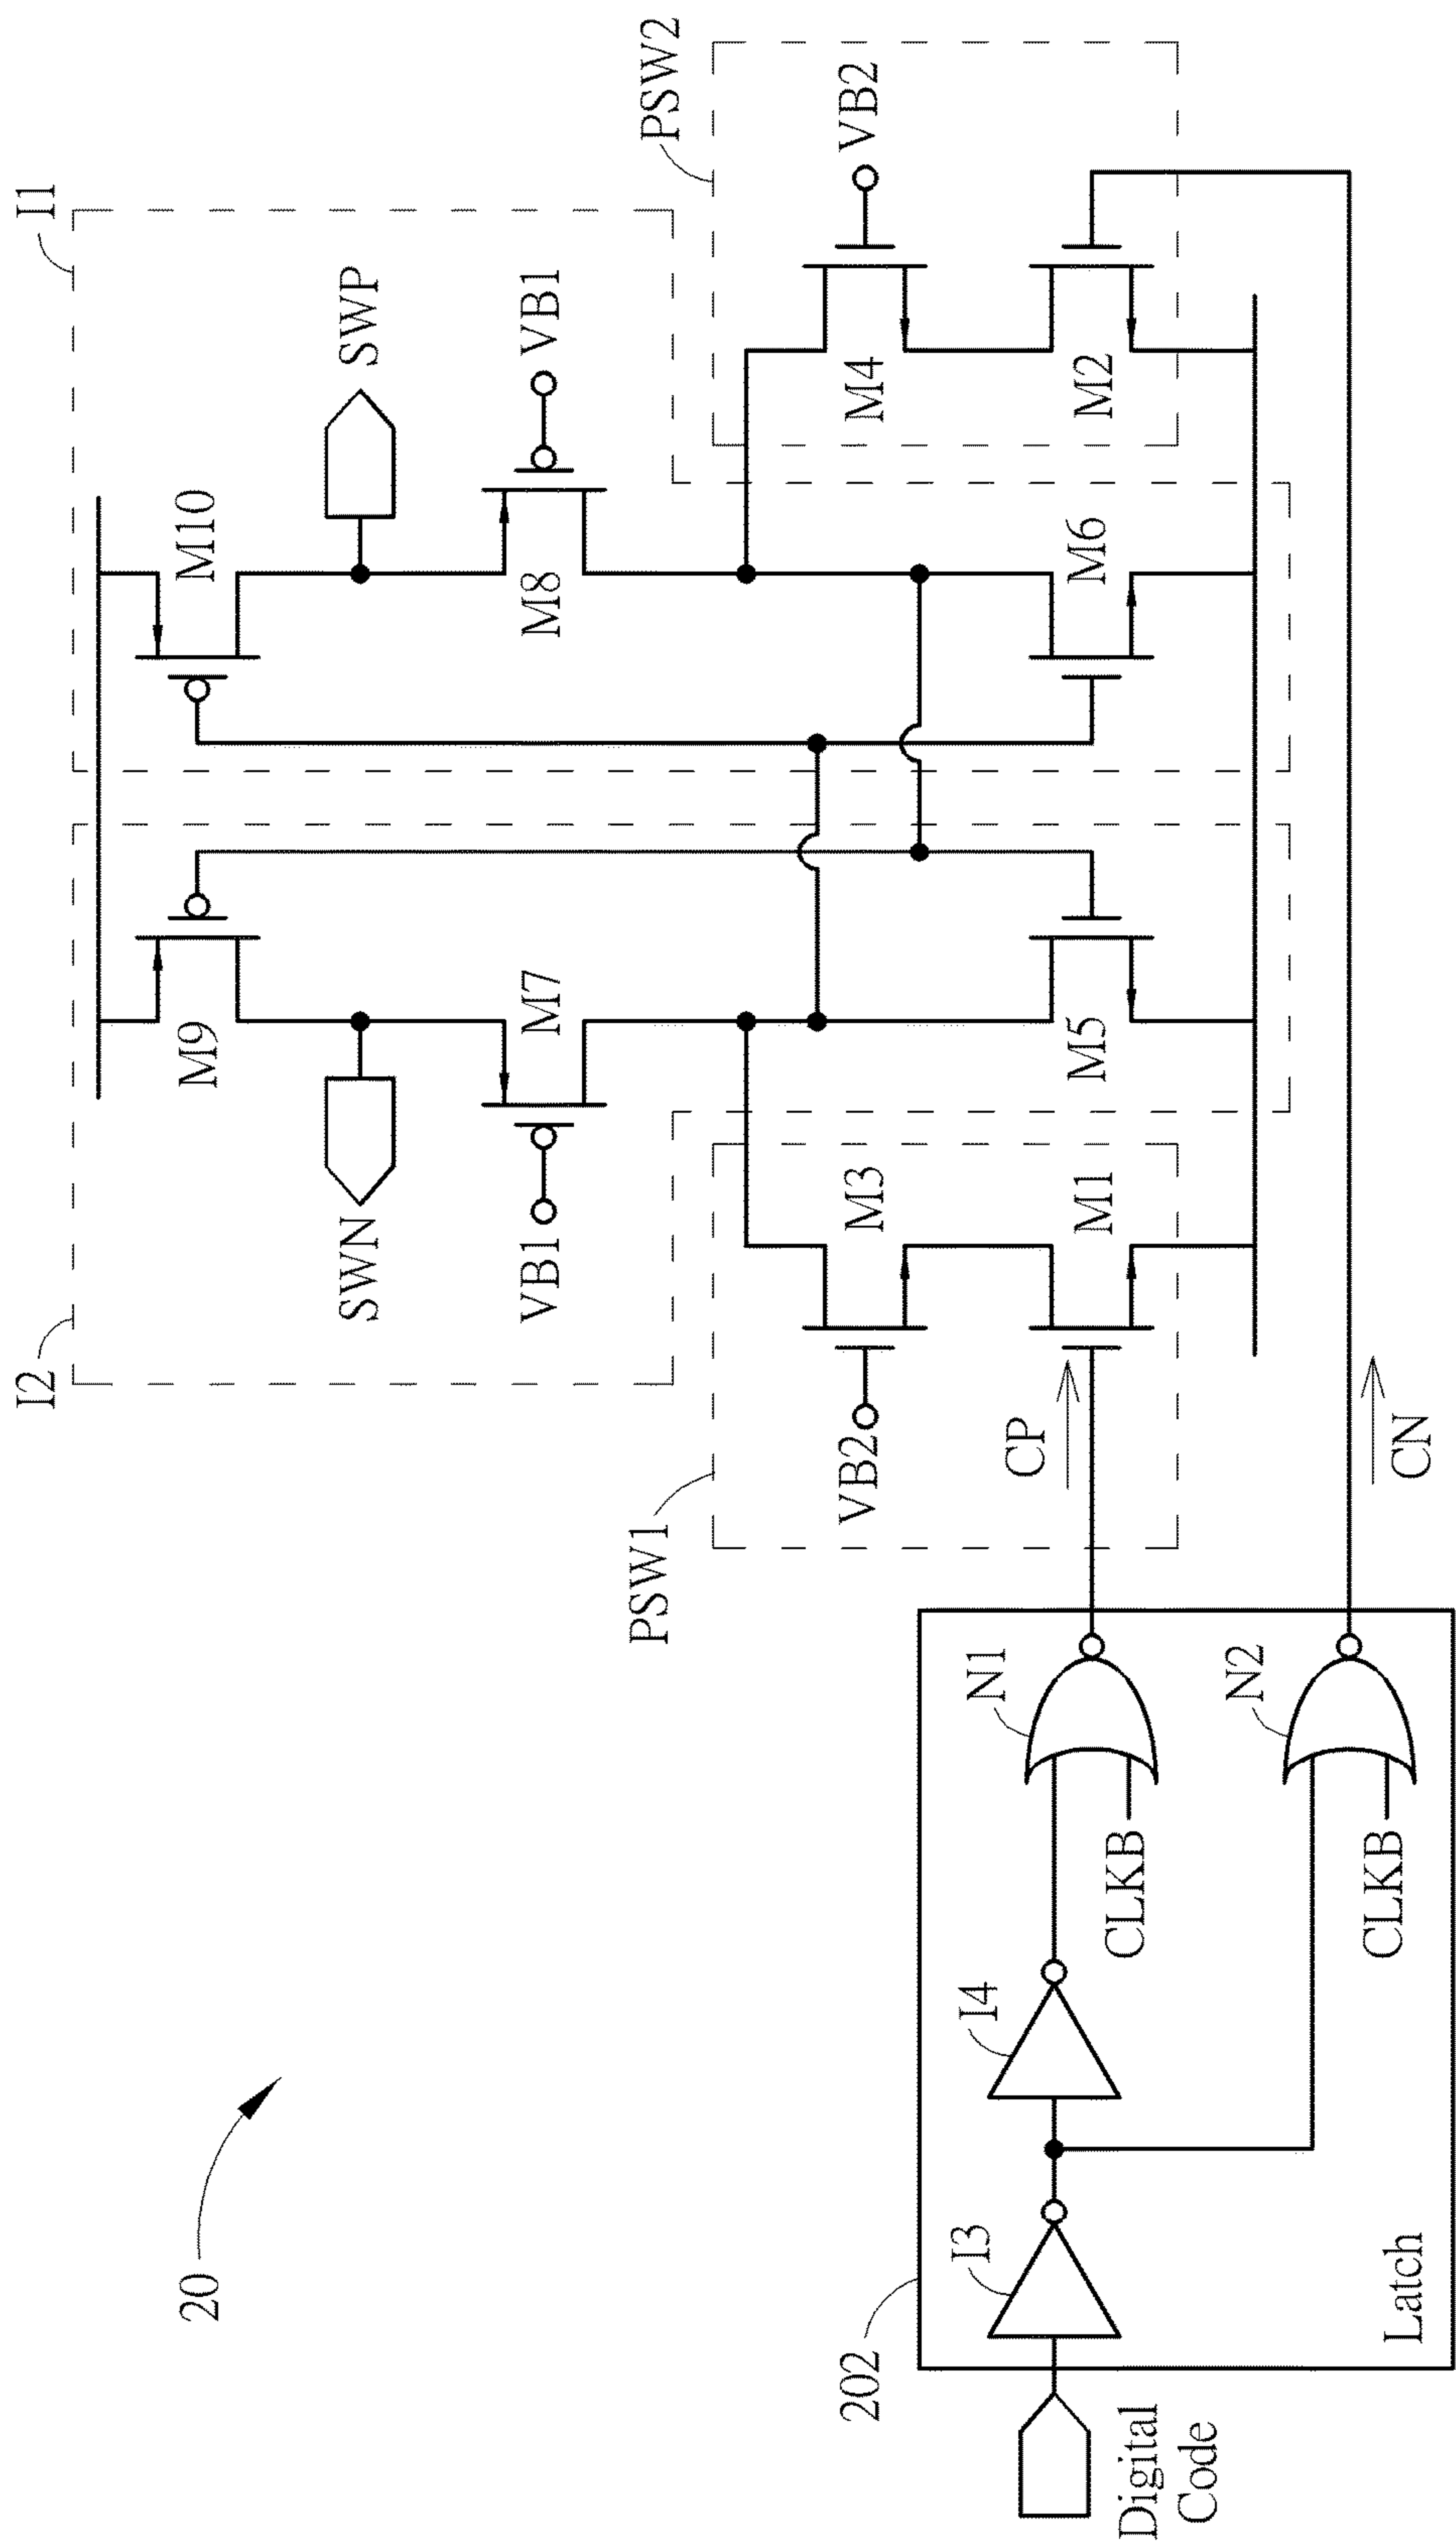 20
I2
I1
M9
M10
SWN
SWP
VB1
M7
M8
VB1
PSW1
PSW2
VB2
M3
M4
VB2
M1
M5
M6
M2
CP
CN
202
Digital
Code
I3
I4
N1
CLKB
N2
CLKB
Latch